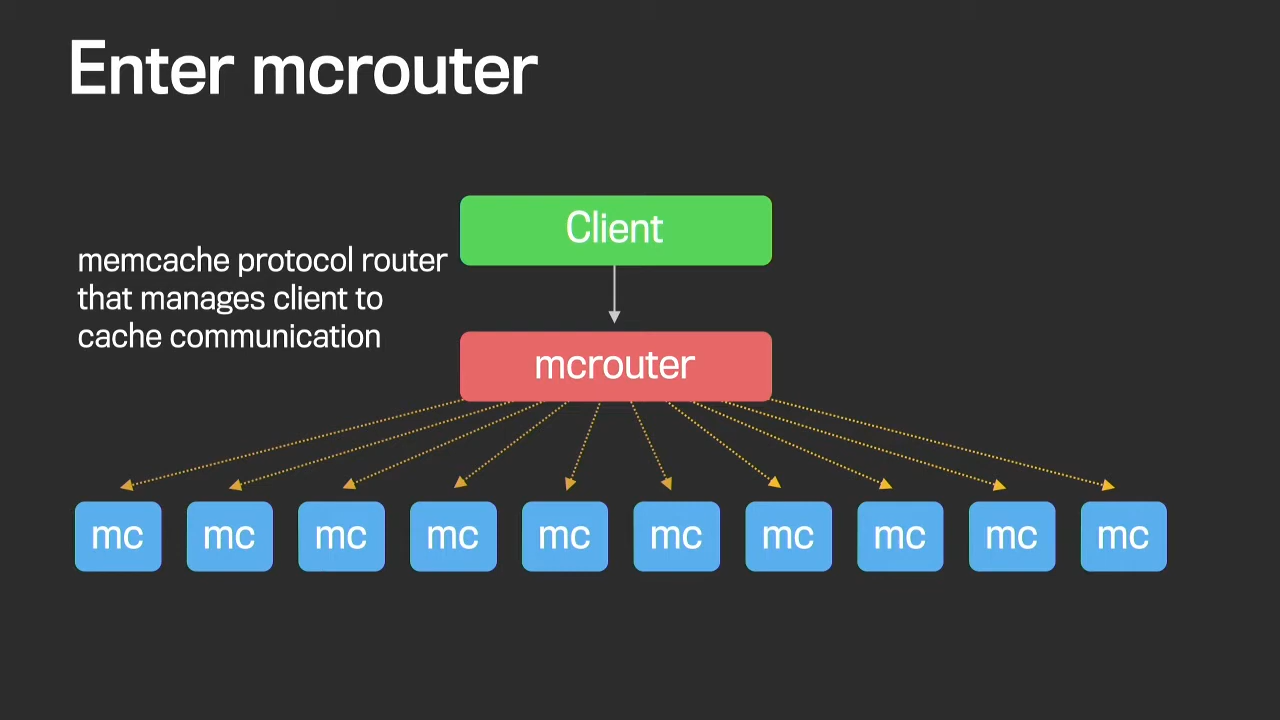 Enter mcrouter
Client
memcache protocol router
that manages client to
cache communication
mcrouter
mc mc mc mc mc mc mc mc mc mc